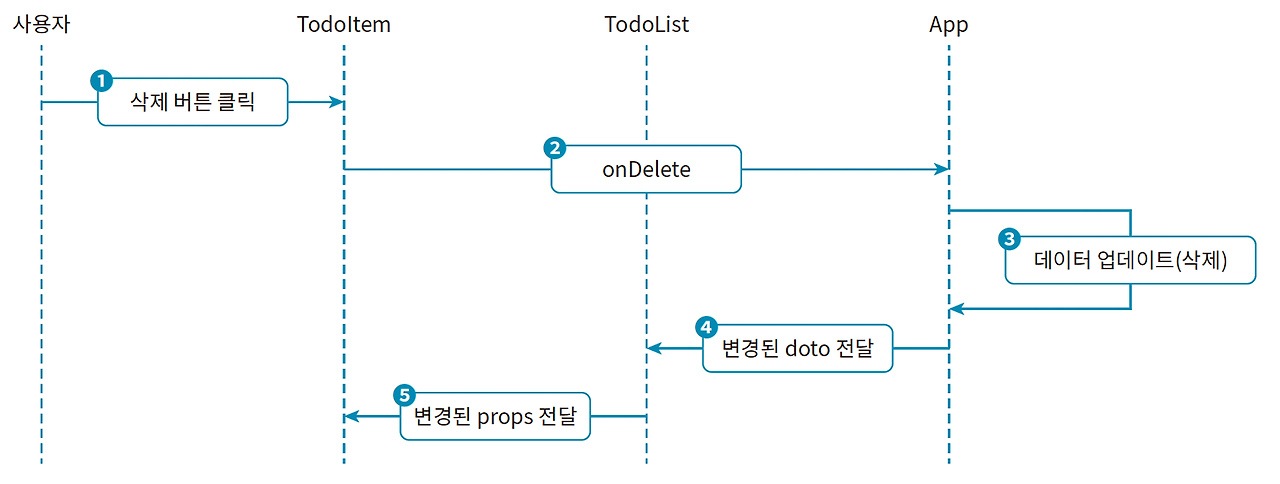 사용자 TodoItem TodoList App
1 삭제 버튼 클릭
2 onDelete
3 데이터 업데이트(삭제)
4 변경된 doto 전달
5 변경된 props 전달